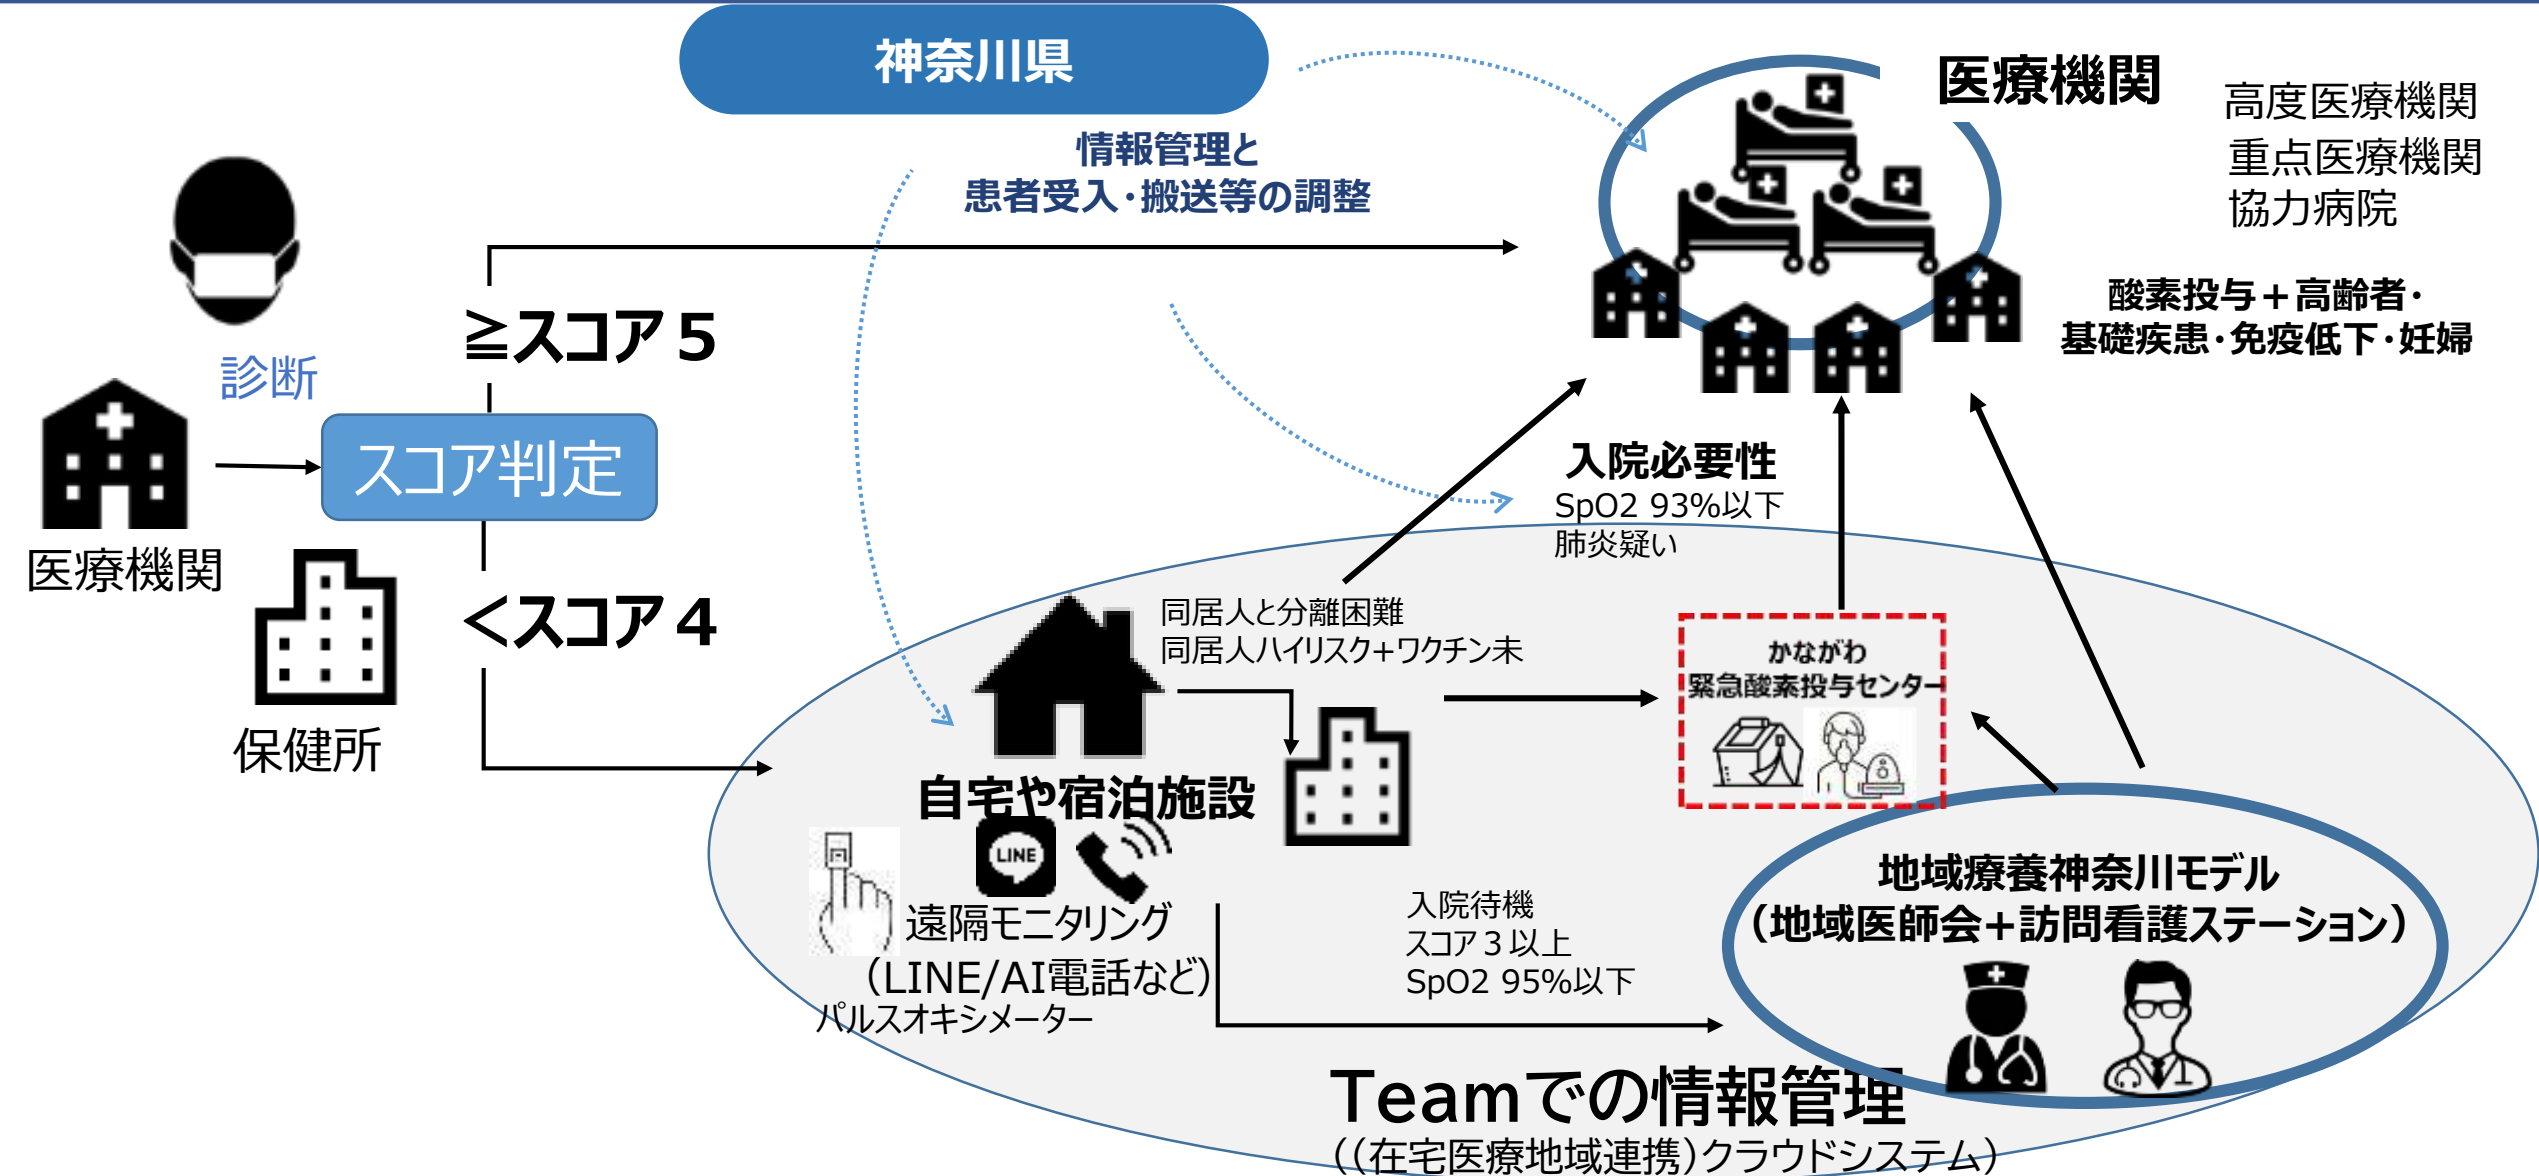 神奈川県
情報管理と
患者受入・搬送等の調整
医療機関
高度医療機関
重点医療機関
協力病院
酸素投与+高齢者・
基礎疾患・免疫低下・妊婦
診断
医療機関
スコア判定
保健所
≧スコア5
<スコア4
入院必要性
SpO2 93%以下
肺炎疑い
同居人と分離困難
同居人ハイリスク+ワクチン未
かながわ
緊急酸素投与センター
自宅や宿泊施設
LINE
遠隔モニタリング
(LINE/AI電話など)
パルスオキシメーター
入院待機
スコア3以上
SpO2 95%以下
地域療養神奈川モデル
(地域医師会+訪問看護ステーション)
Teamでの情報管理
((在宅医療地域連携)クラウドシステム)